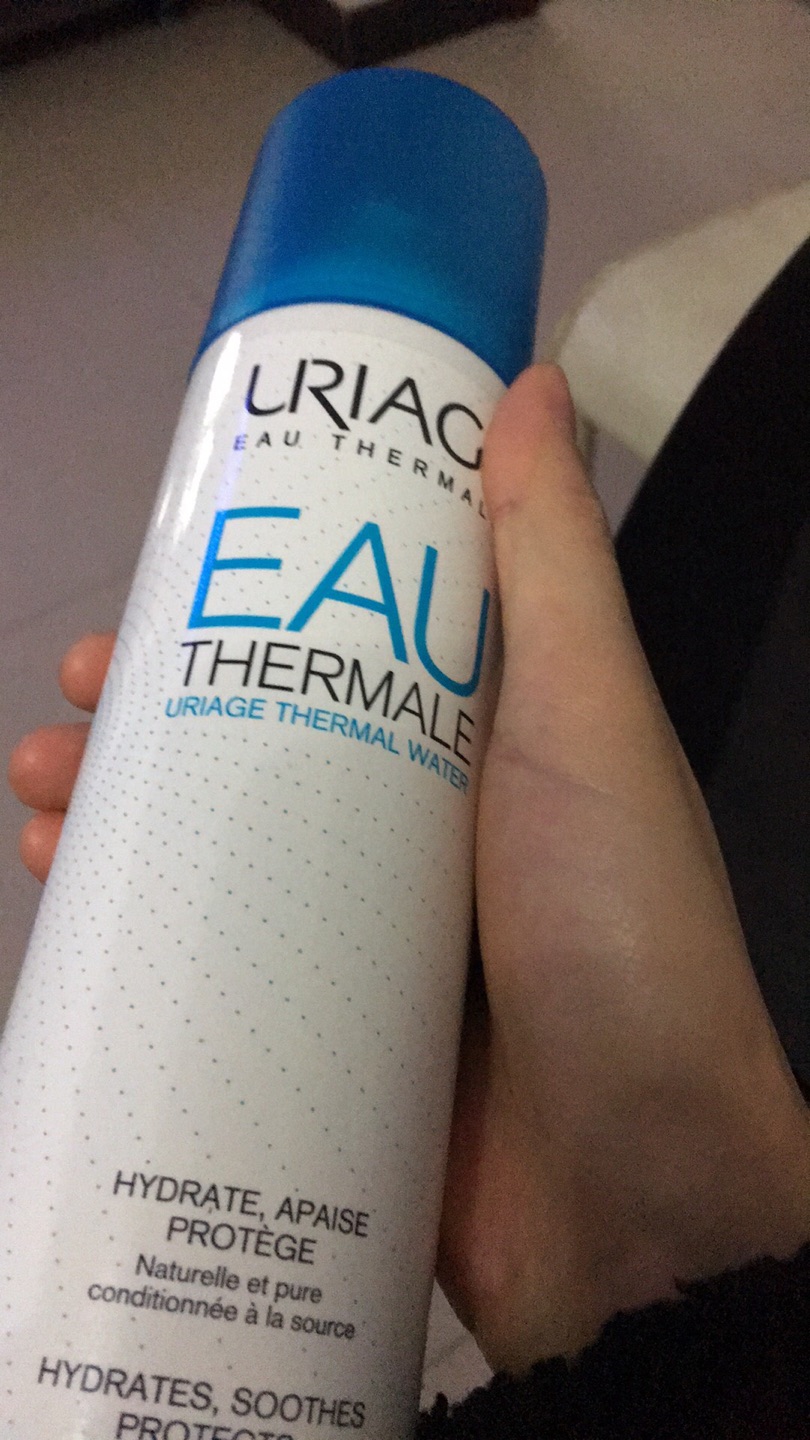 URIAG
EAU THERMAL
EAU
THERMALE
URIAGE THERMAL WATER
HYDRATE, APAISE
PROTÈGE
Naturelle et pure
conditionnée à la source
HYDRATES, SOOTHES
PROTECTS